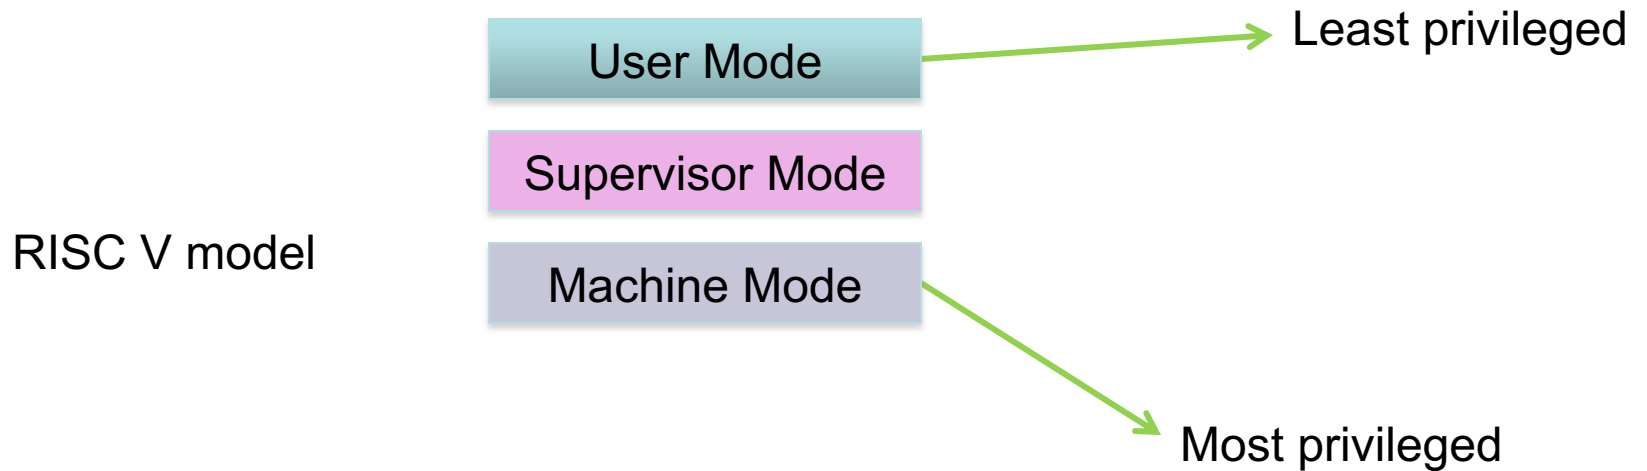 Least privileged
User Mode
Supervisor Mode
RISC V model
Machine Mode
Most privileged